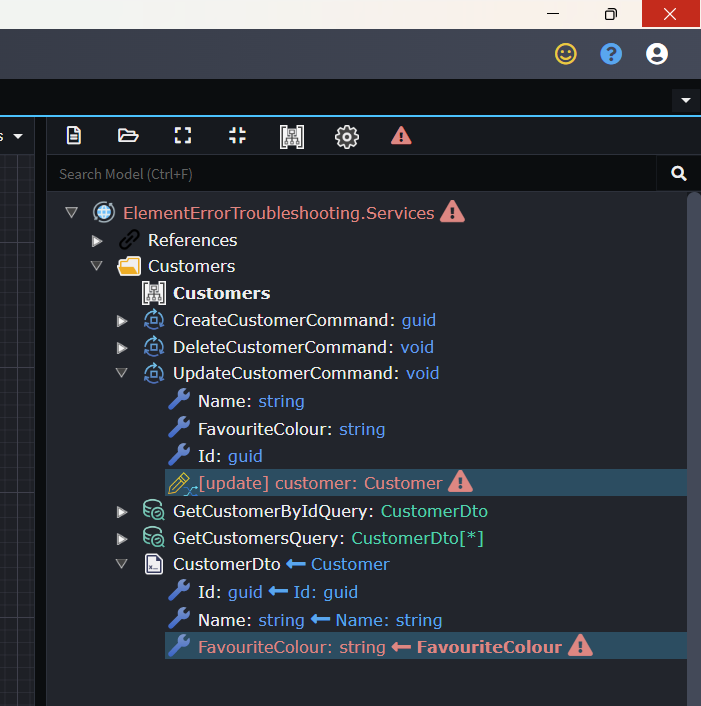 s
Search Model (Ctrl+F)
ElementErrorTroubleshooting.Services
References
Customers
Customers
CreateCustomerCommand: guid
DeleteCustomerCommand: void
UpdateCustomerCommand: void
Name: string
FavouriteColour: string
Id: guid
[update] customer: Customer
GetCustomerByIdQuery: CustomerDto
GetCustomersQuery: CustomerDto[*]
CustomerDto ← Customer
Id: guid ← Id: guid
Name: string ← Name: string
FavouriteColour: string ← FavouriteColour